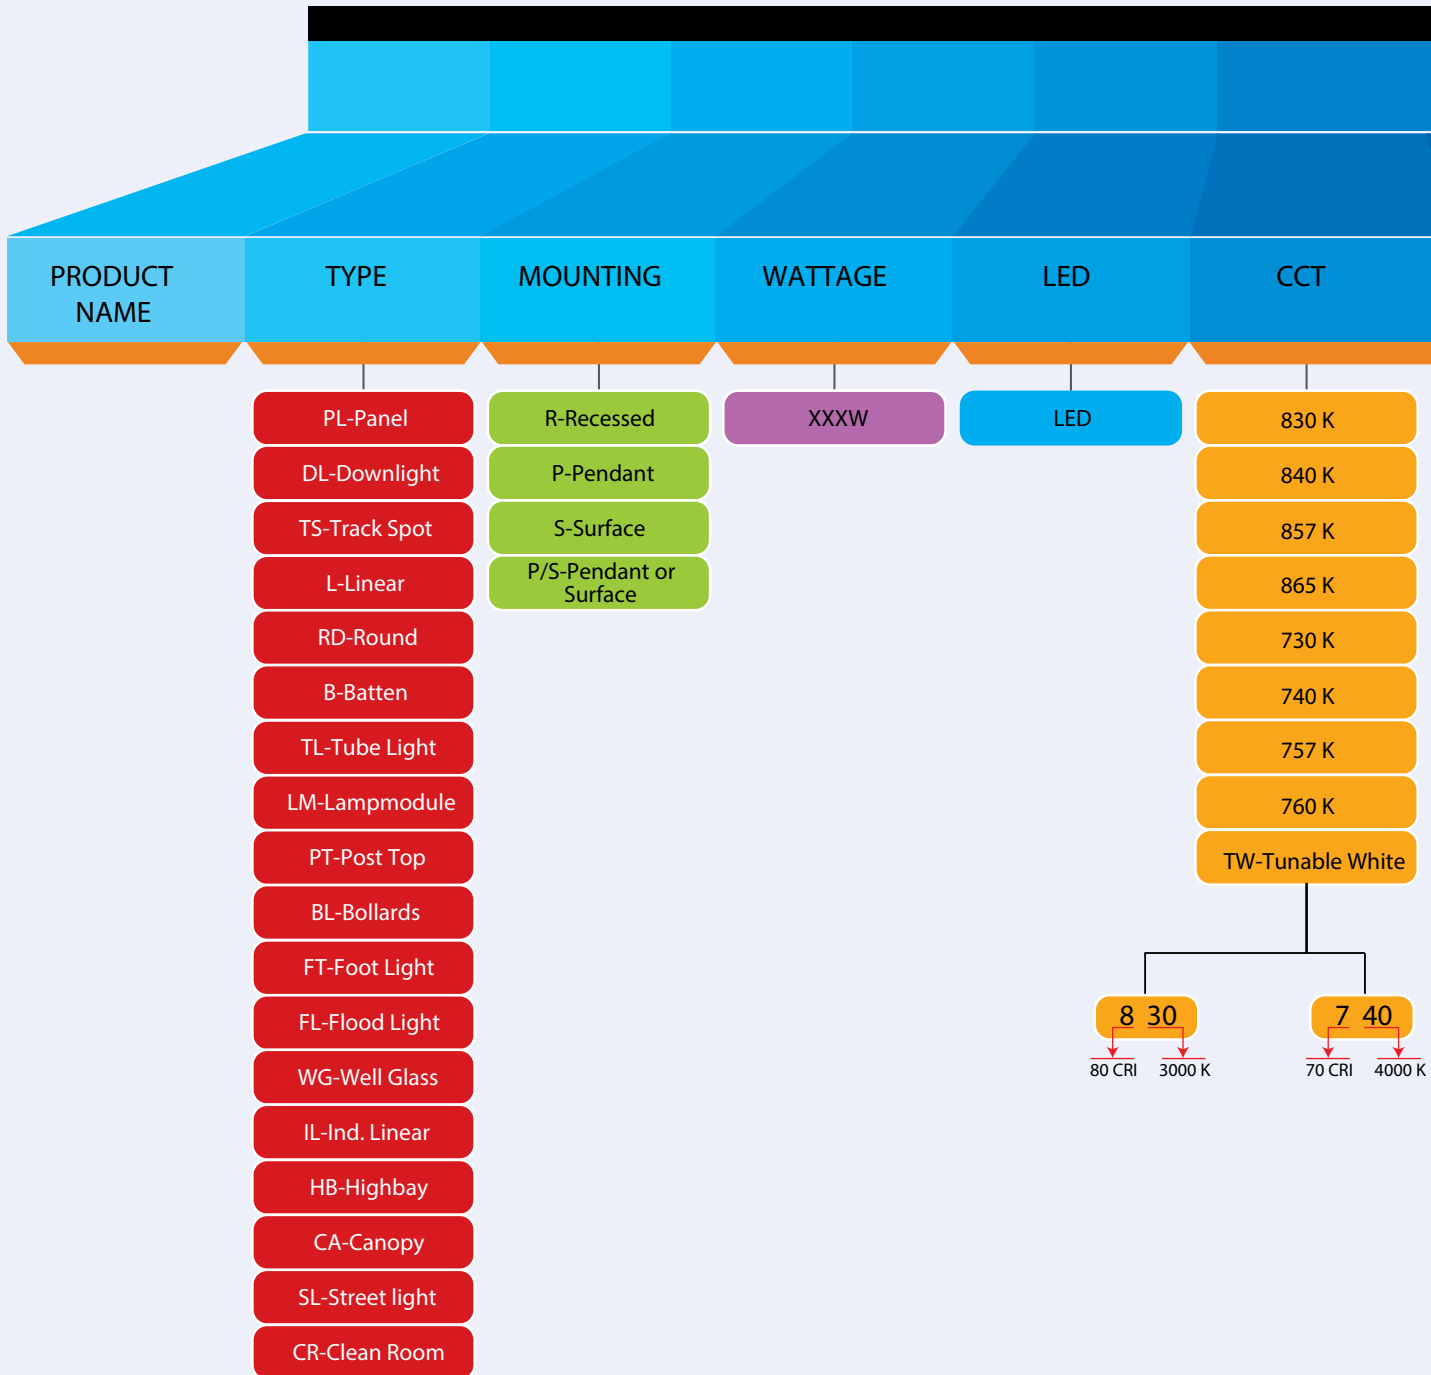 PRODUCT
NAME
TYPE
MOUNTING
WATTAGE
LED
CCT
PL-Panel
DL-Downlight
TS-Track Spot
L-Linear
RD-Round
B-Batten
TL-Tube Light
LM-Lampmodule
PT-Post Top
BL-Bollards
FT-Foot Light
FL-Flood Light
WG-Well Glass
IL-Ind. Linear
HB-Highbay
CA-Canopy
SL-Street light
CR-Clean Room
R-Recessed
P-Pendant
S-Surface
P/S-Pendant or
Surface
XXXW
LED
830 K
840 K
857 K
865 K
730 K
740 K
757 K
760 K
TW-Tunable White
8 30
80 CRI 3000 K
7 40
70 CRI 4000 K